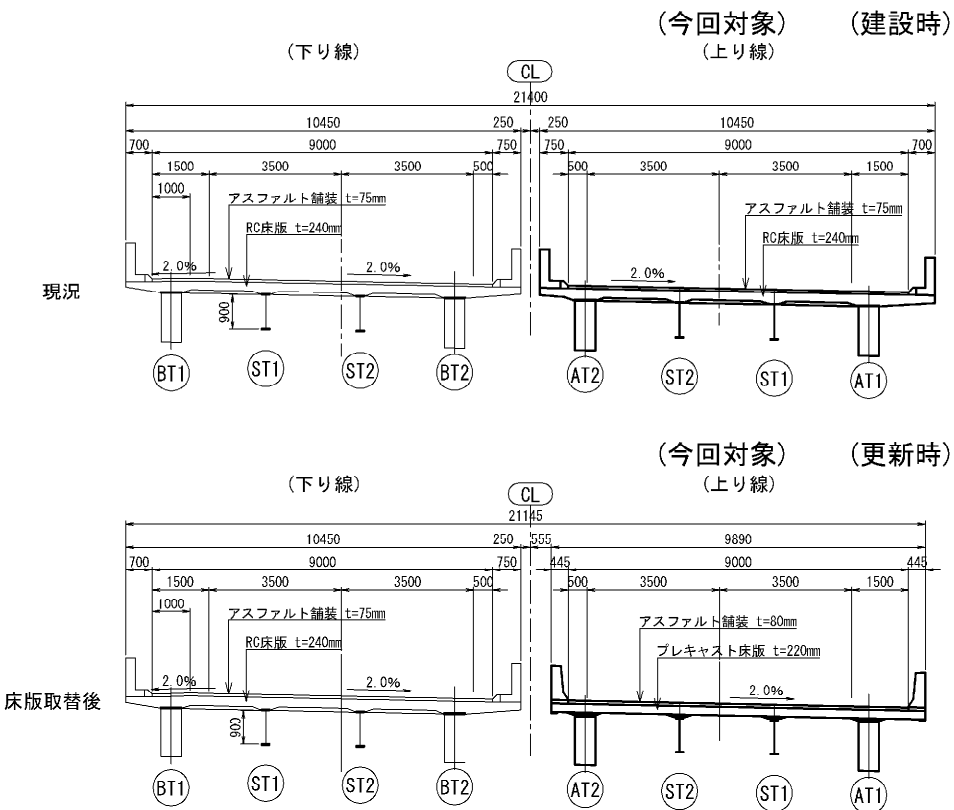 （今回対象） （建設時）
（下り線） （上り線）
CL
21400
10450 250 250 10450
700 9000 750 750 9000 700
1500 3500 3500 500 500 3500 3500 1500
1000
アスファルト舗装 t=75mm
アスファルト舗装 t=75mm
RC床版 t=240mm
RC床版 t=240mm
2.0% 2.0% 2.0%
現況
900
BT1 ST1 ST2 BT2 AT2 ST2 ST1 AT1
（今回対象） （更新時）
（下り線） （上り線）
CL
21145
10450 250 555 9890
700 9000 750 445 9000 445
1500 3500 3500 500 500 3500 3500 1500
1000
アスファルト舗装 t=75mm
アスファルト舗装 t=80mm
RC床版 t=240mm
プレキャスト床版 t=220mm
2.0% 2.0% 2.0%
床版取替後
900
BT1 ST1 ST2 BT2 AT2 ST2 ST1 AT1